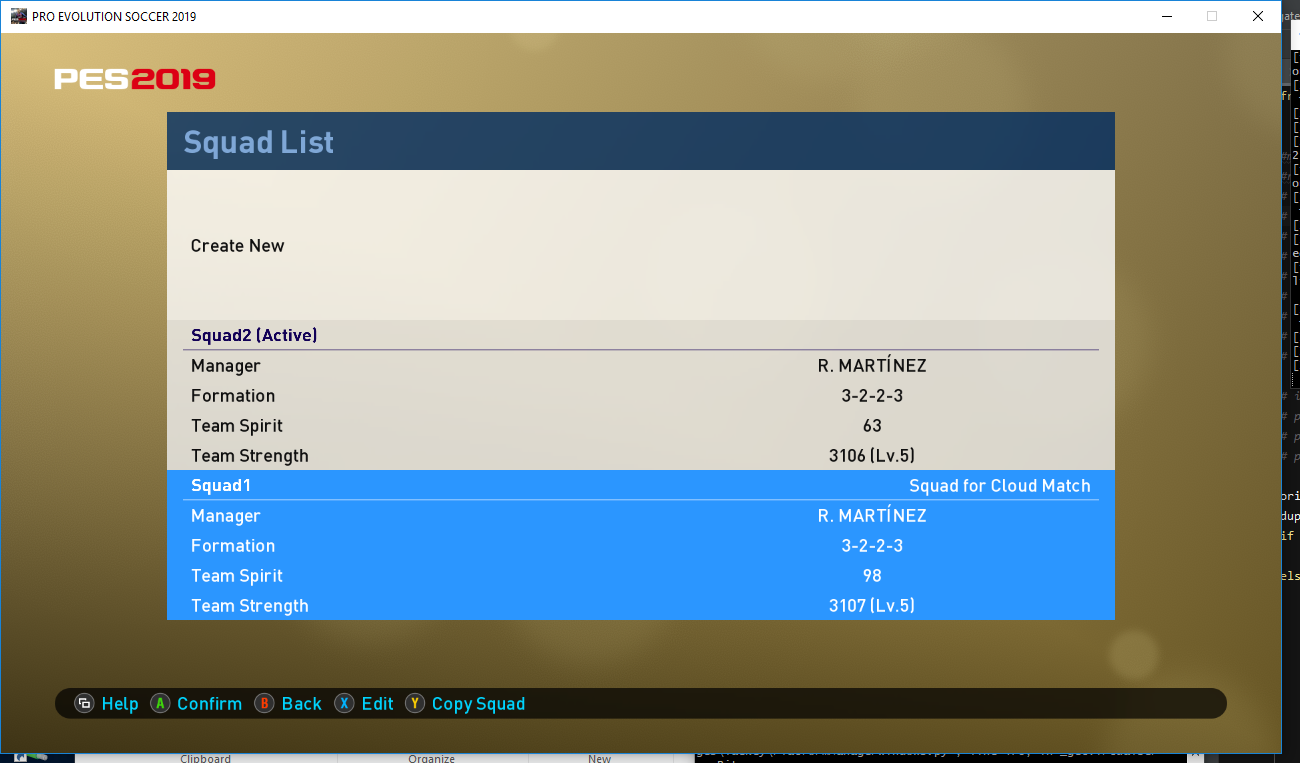 PRO EVOLUTION SOCCER 2019
PES2019
Squad List
Create New
Squad2 (Active)
Manager R. MARTÍNEZ
Formation 3-2-2-3
Team Spirit 63
Team Strength 3106 (Lv.5)
Squad1 Squad for Cloud Match
Manager R. MARTÍNEZ
Formation 3-2-2-3
Team Spirit 98
Team Strength 3107 (Lv.5)
Help A Confirm B Back X Edit Y Copy Squad
Clipboard Organize New